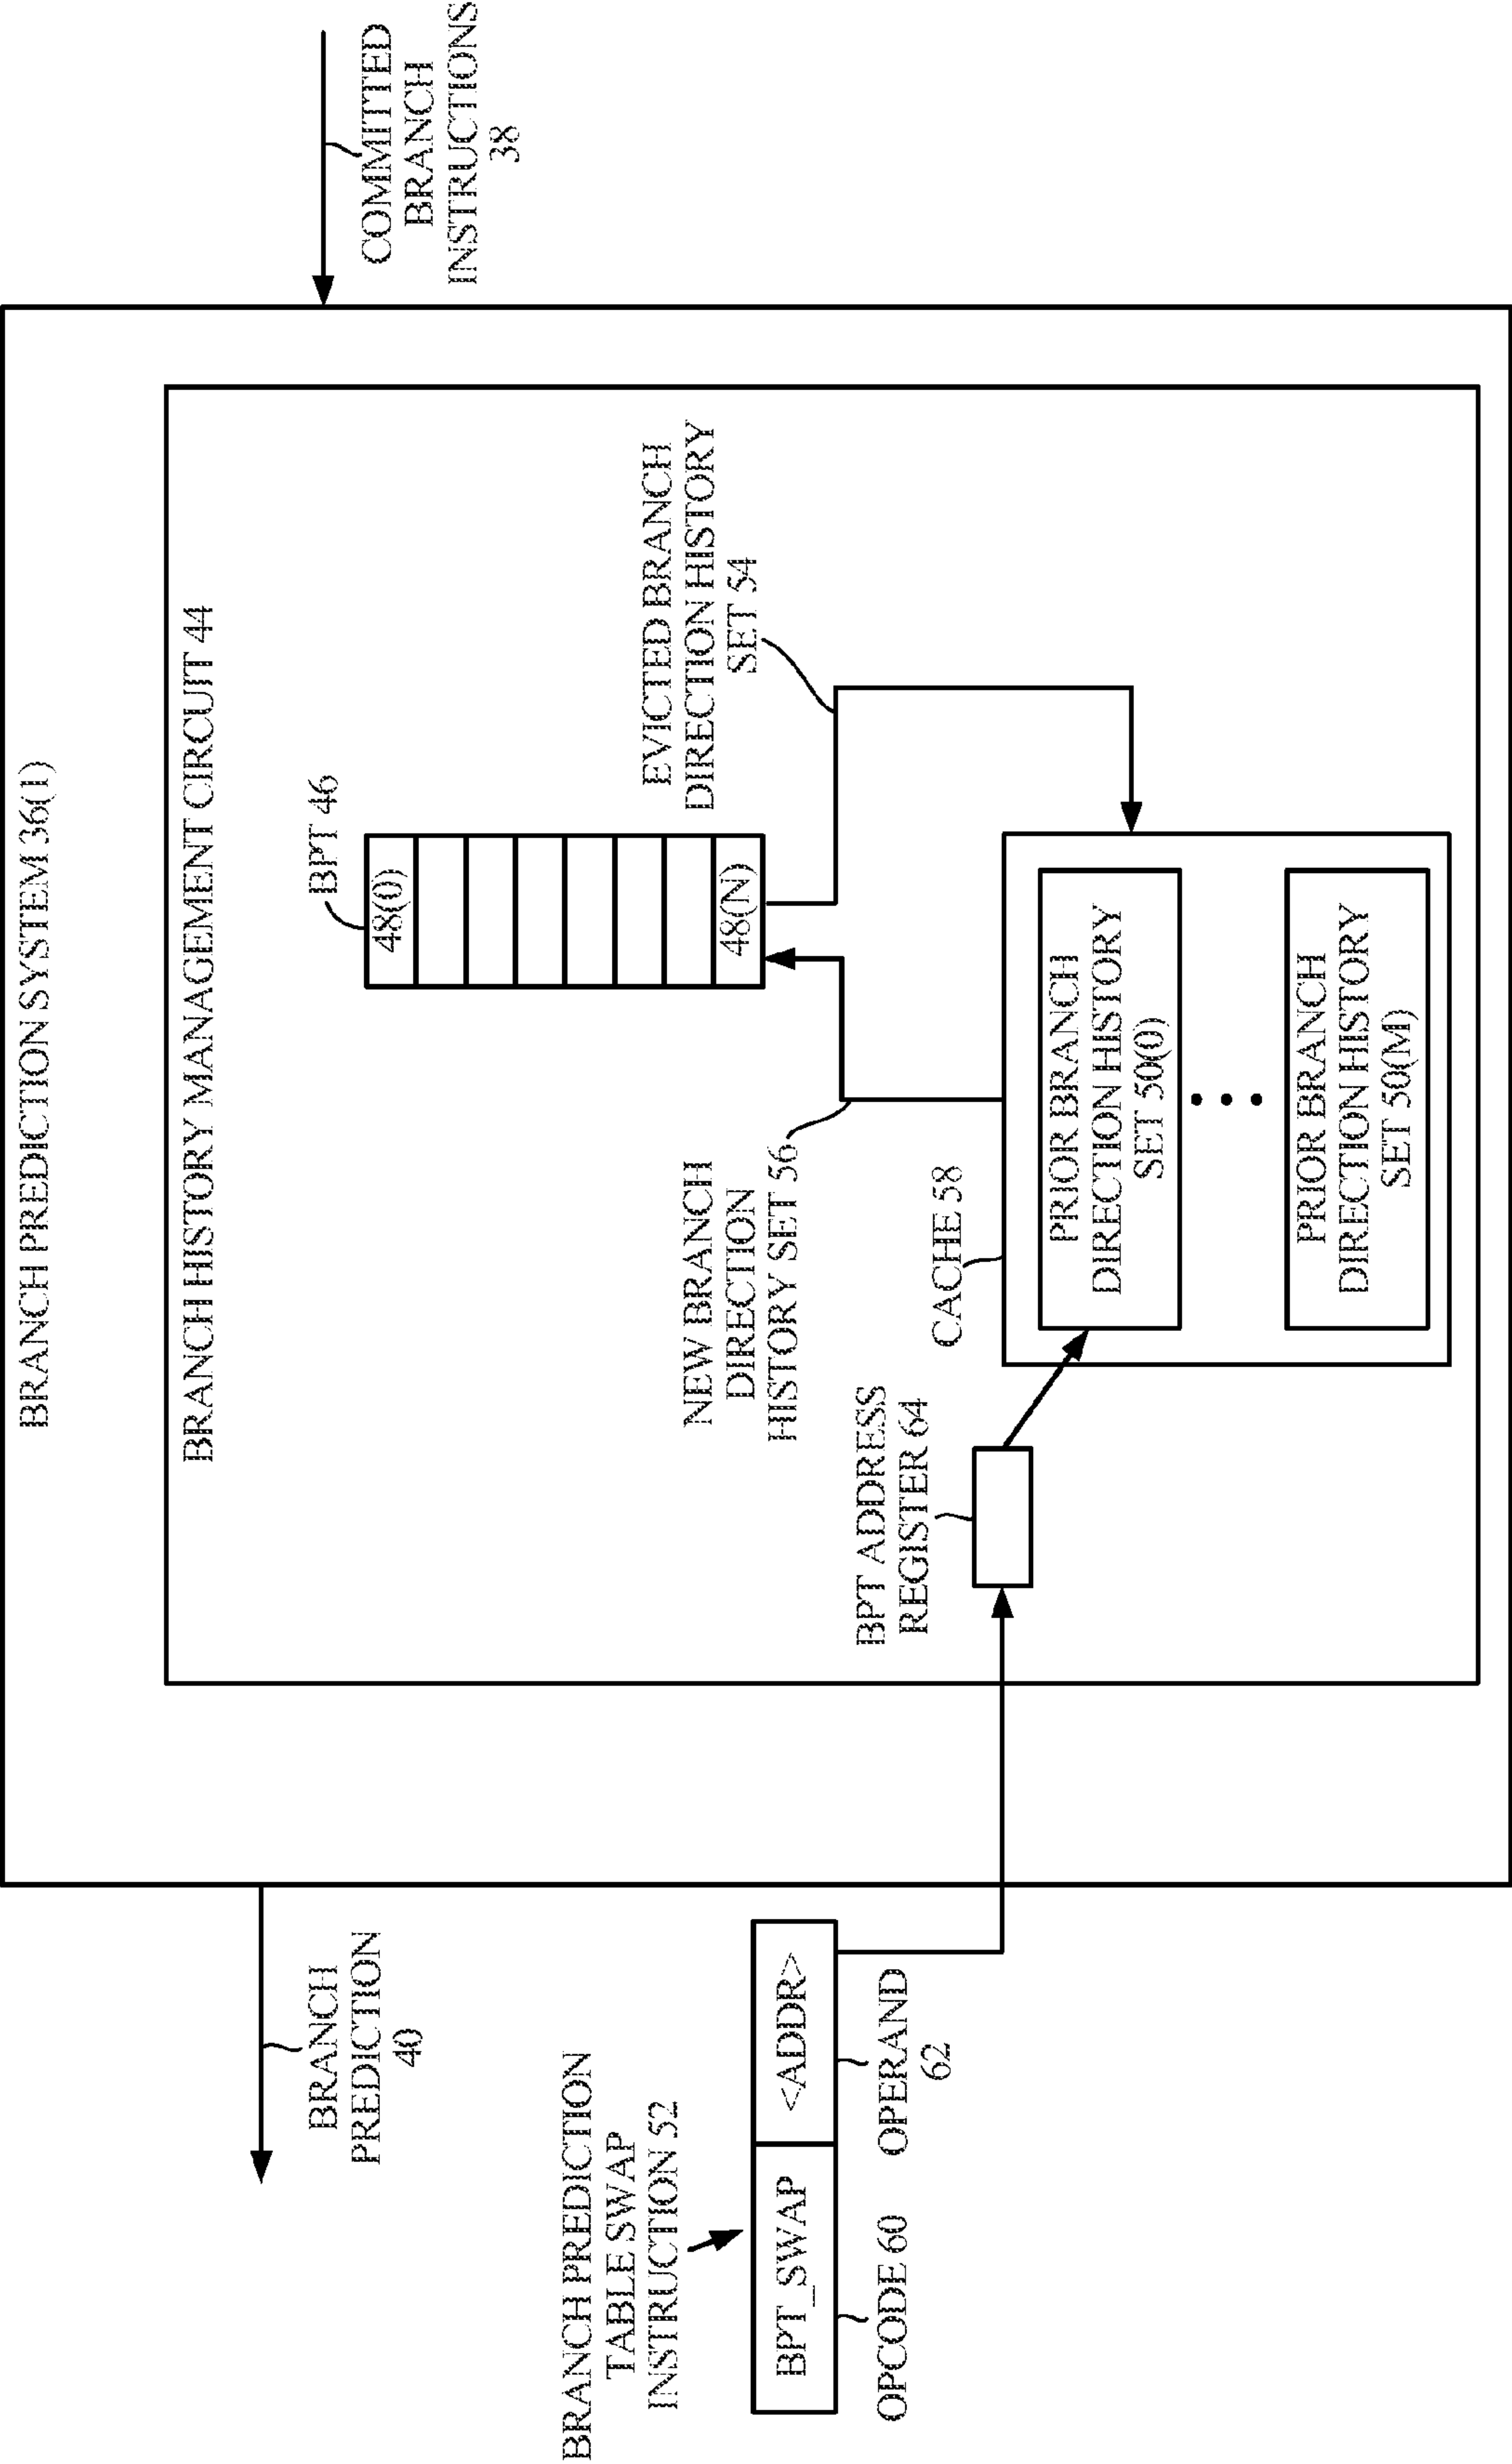 BRANCH PREDICTION SYSTEM 36(1)
BRANCH HISTORY MANAGEMENT CIRCUIT 44
BRANCH
PREDICTION
40
COMMITTED
BRANCH
INSTRUCTIONS
38
BPT 46
48(0)
48(N)
EVICTED BRANCH
DIRECTION HISTORY
SET 54
NEW BRANCH
DIRECTION
HISTORY SET 56
BRANCH PREDICTION
TABLE SWAP
INSTRUCTION 52
BPT_SWAP
<ADDR>
OPCODE 60
OPERAND
62
BPT ADDRESS
REGISTER 64
CACHE 58
PRIOR BRANCH
DIRECTION HISTORY
SET 50(0)
PRIOR BRANCH
DIRECTION HISTORY
SET 50(M)